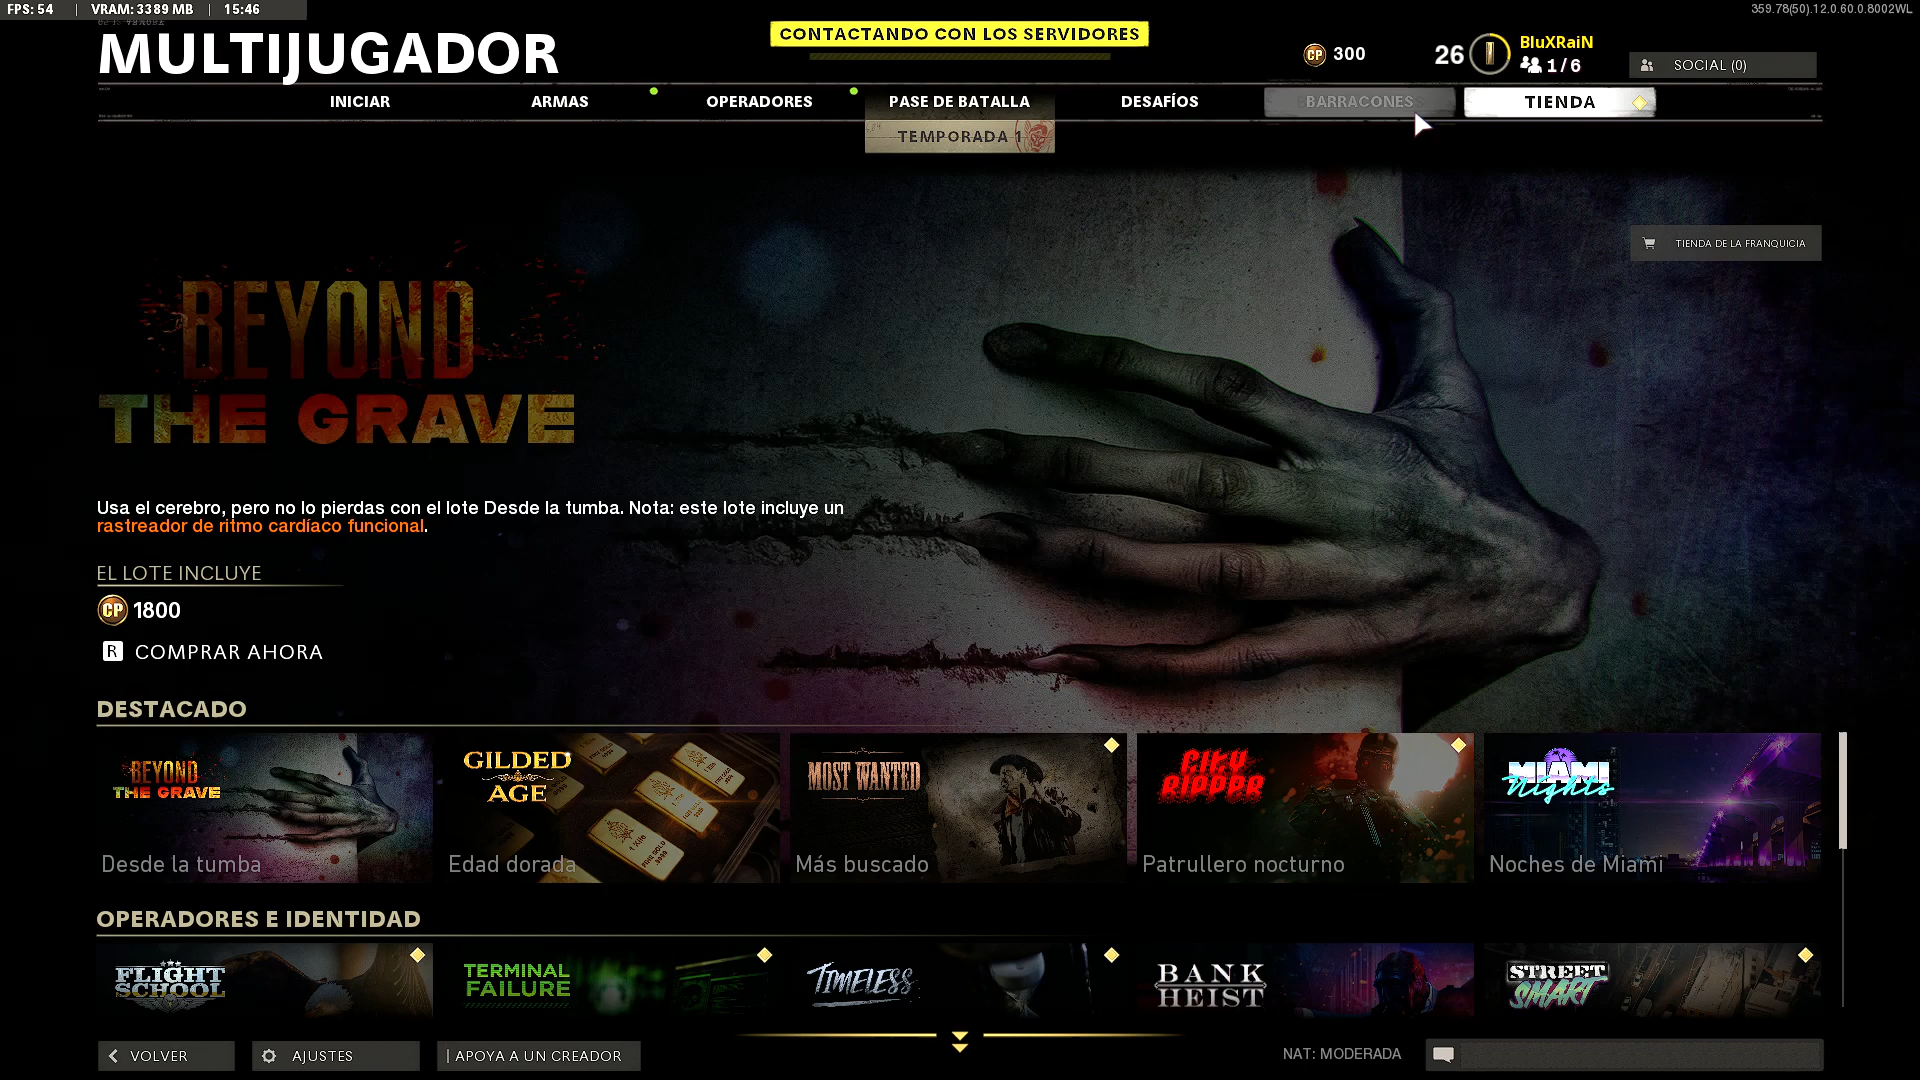 FPS: 54 | VRAM: 3389 MB | 15:46
359.78(50).12.0.60.0.8002WL
MULTIJUGADOR
CONTACTANDO CON LOS SERVIDORES
CP 300
26
BluXRaiN
1 / 6
SOCIAL (0)
INICIAR
ARMAS
OPERADORES
PASE DE BATALLA
DESAFÍOS
BARRACONES
TIENDA
TEMPORADA 1
TIENDA DE LA FRANQUICIA
BEYOND
THE GRAVE
Usa el cerebro, pero no lo pierdas con el lote Desde la tumba. Nota: este lote incluye un
rastreador de ritmo cardíaco funcional.
EL LOTE INCLUYE
CP 1800
R COMPRAR AHORA
DESTACADO
BEYOND
THE GRAVE
Desde la tumba
GILDED
AGE
Edad dorada
MOST WANTED
Más buscado
CITY
RIPPER
Patrullero nocturno
MIAMI
Nights
Noches de Miami
OPERADORES E IDENTIDAD
FLIGHT
SCHOOL
TERMINAL
FAILURE
TIMELESS
BANK
HEIST
STREET
SMART
VOLVER
AJUSTES
| APOYA A UN CREADOR
NAT: MODERADA